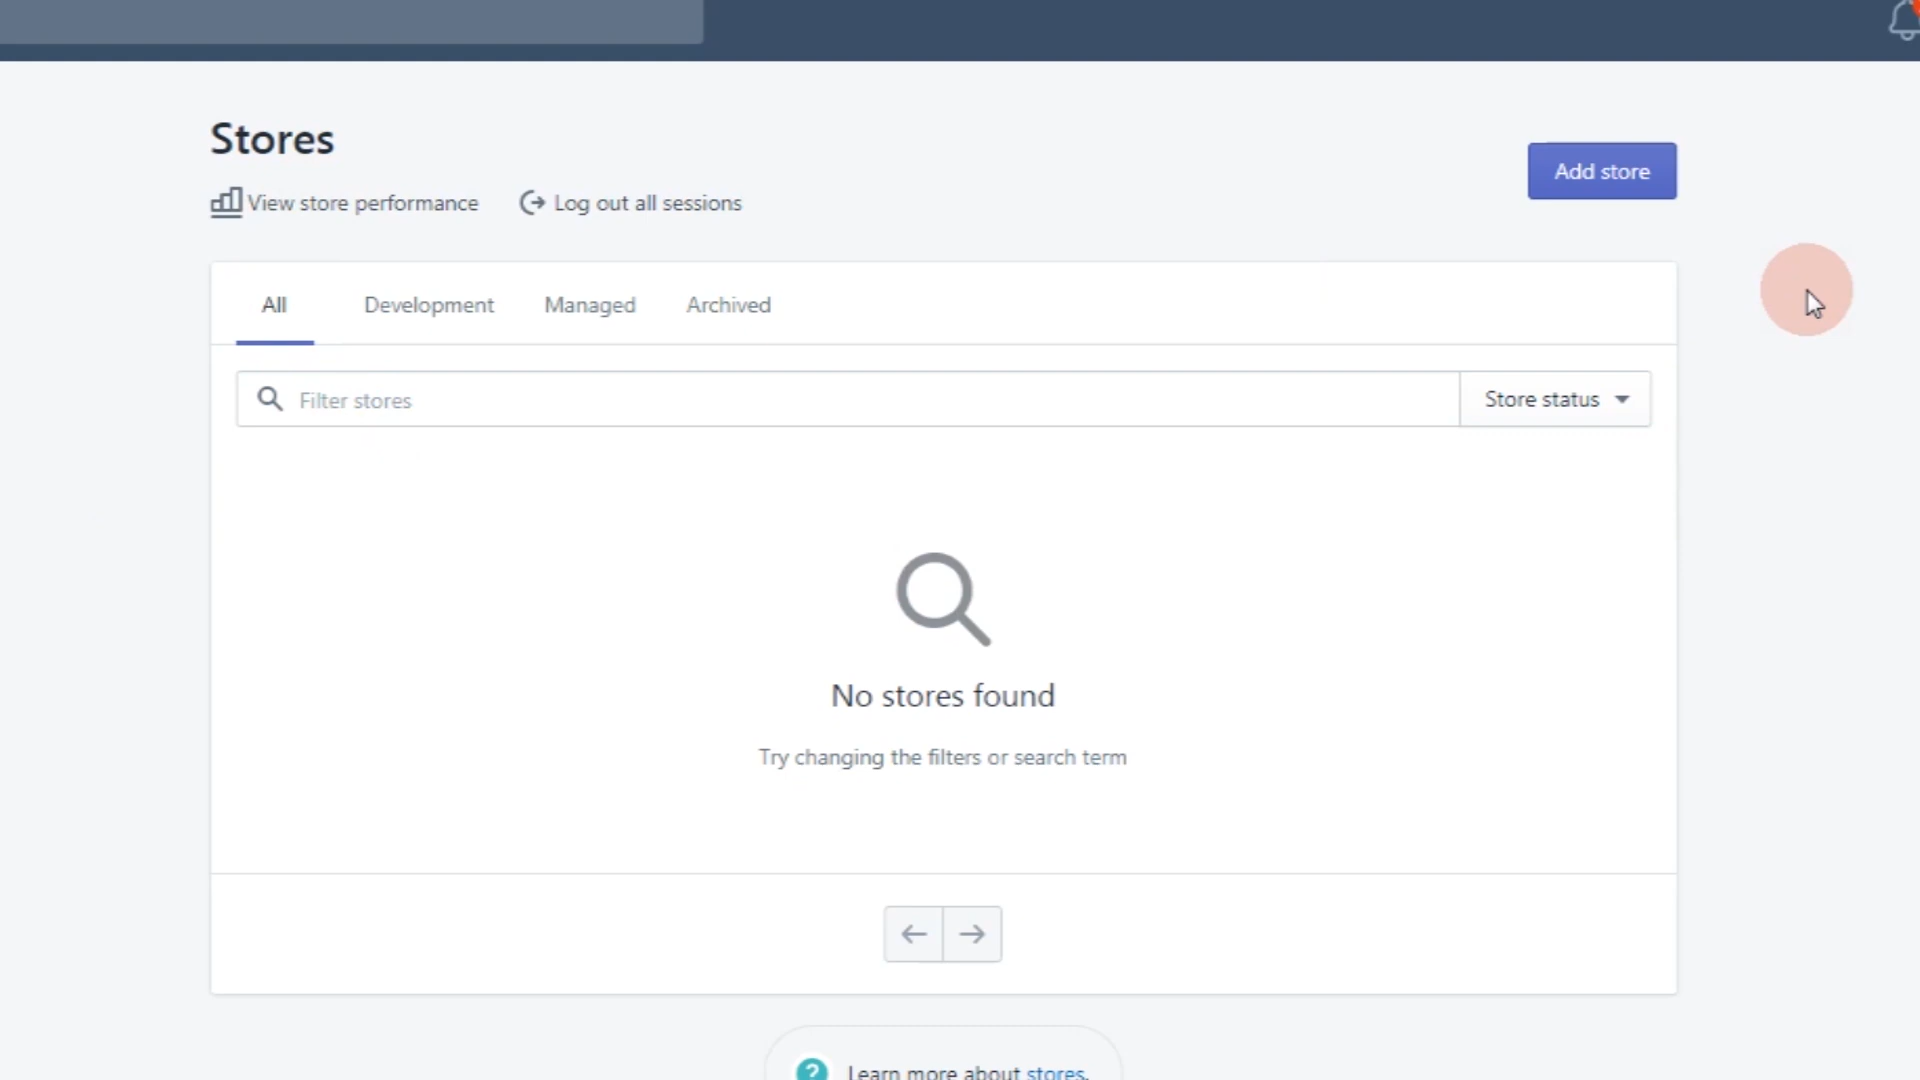 Stores
Add store
View store performance
Log out all sessions
All
Development
Managed
Archived
Filter stores
Store status
No stores found
Try changing the filters or search term
?
Learn more about stores.